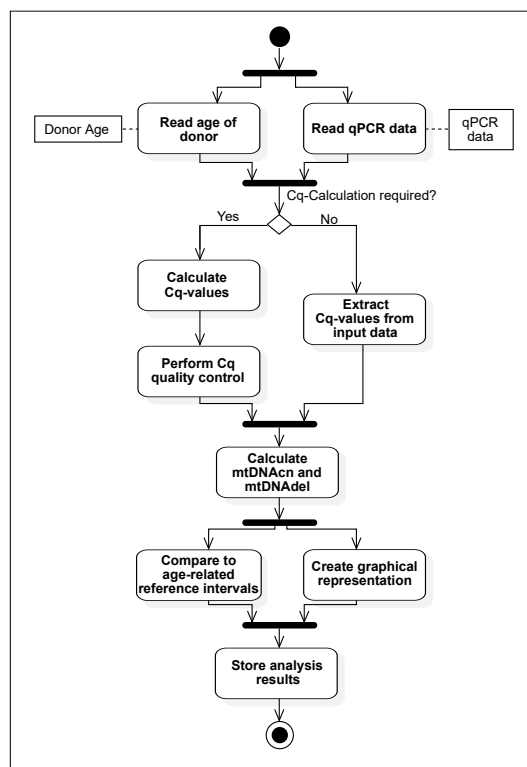 Donor Age
Read age of
donor
Read qPCR data
qPCR
data
Cq-Calculation required?
Yes
No
Calculate
Cq-values
Extract
Cq-values from
input data
Perform Cq
quality control
Calculate
mtDNAcn and
mtDNAdel
Compare to
age-related
reference intervals
Create graphical
representation
Store analysis
results